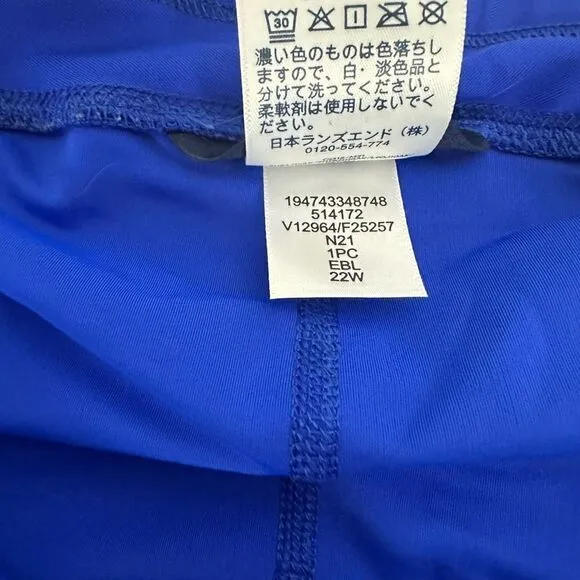 30
濃い色のものは色落ちし
ますので、白・淡色品と
分けて洗ってください。
柔軟剤は使用しないでく
ださい。
日本ランズエンド（株）
0120-554-774
194743348748
514172
V12964/F25257
N21
1PC
EBL
22W